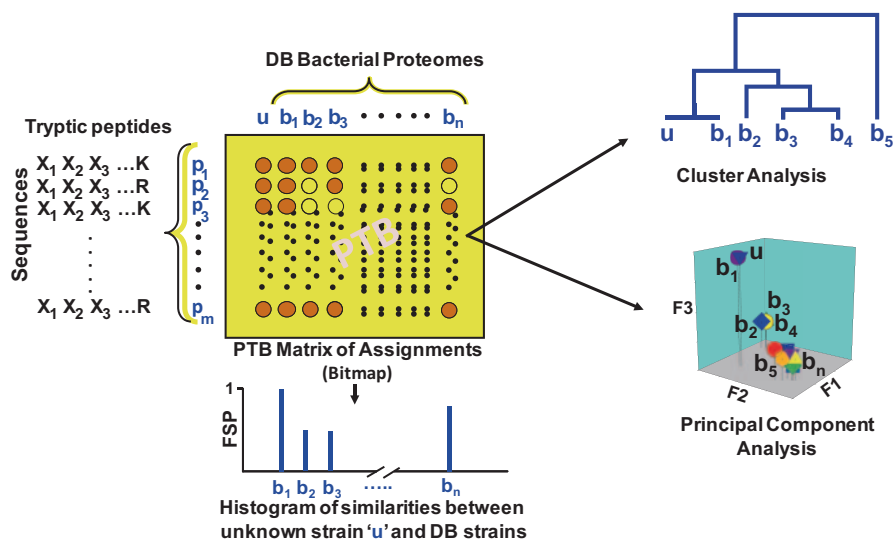 DB Bacterial Proteomes
u b1 b2 b3 ..... bn
Tryptic peptides
Sequences
X1 X2 X3 ...K p1
X1 X2 X3 ...R p2
X1 X2 X3 ...K p3
X1 X2 X3 ...R pm
PTB
PTB Matrix of Assignments
(Bitmap)
1
FSP
b1 b2 b3 ..... bn
Histogram of similarities between
unknown strain 'u' and DB strains
u b1 b2 b3 b4 b5
Cluster Analysis
u
b1
b3
b2 b4
b5 bn
F3
F2
F1
Principal Component
Analysis